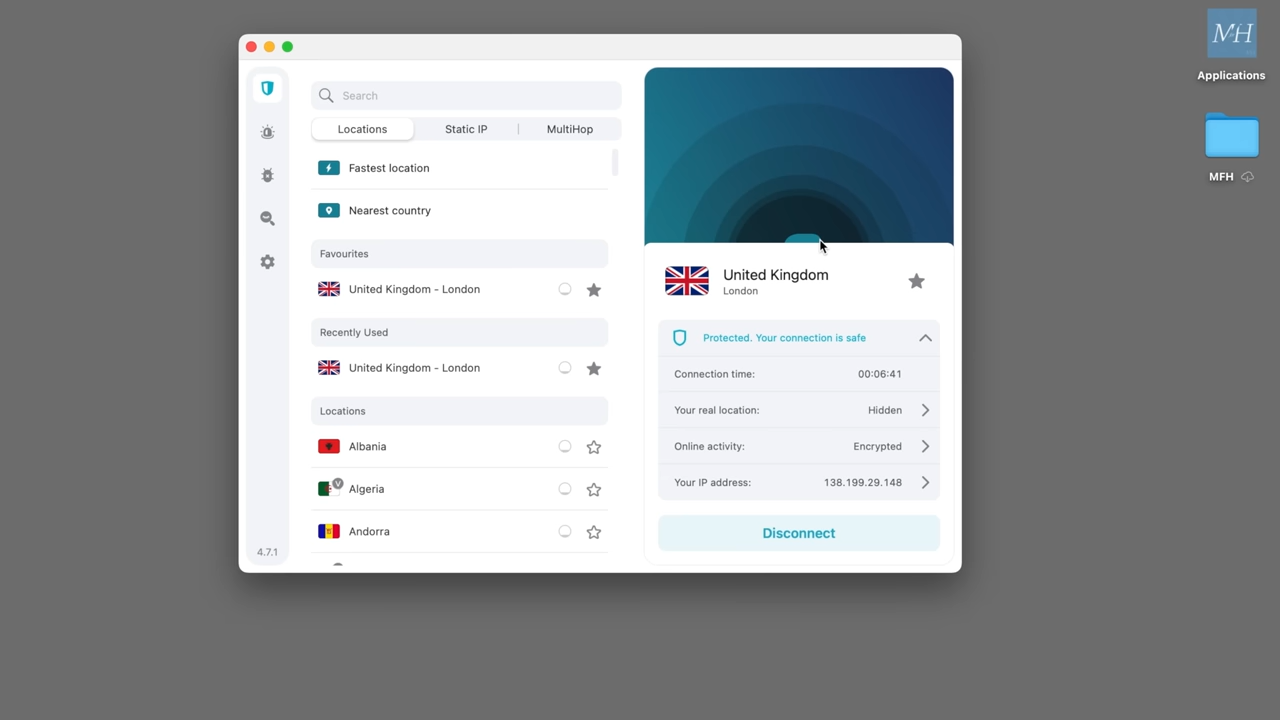 MH
Applications
MFH
Search
Locations
Static IP
MultiHop
Fastest location
Nearest country
Favourites
United Kingdom - London
Recently Used
United Kingdom - London
Locations
Albania
V
Algeria
Andorra
4.7.1
United Kingdom
London
Protected. Your connection is safe
Connection time: 00:06:41
Your real location: Hidden
Online activity: Encrypted
Your IP address: 138.199.29.148
Disconnect